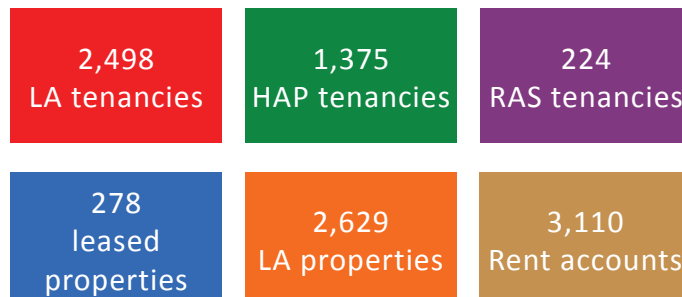 2,498
LA tenancies
1,375
HAP tenancies
224
RAS tenancies
278
leased
properties
2,629
LA properties
3,110
Rent accounts